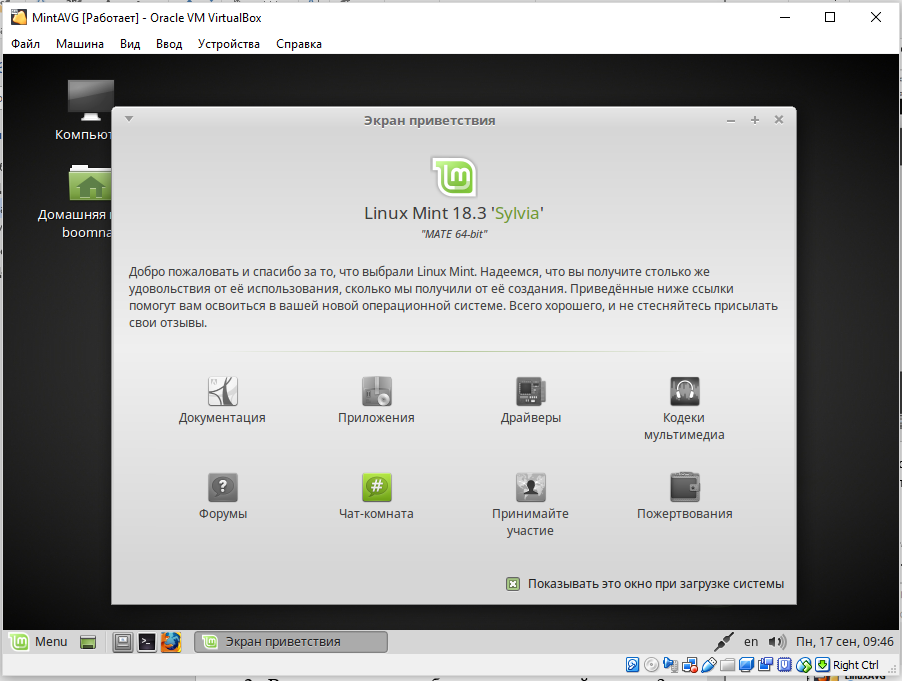 MintAVG [Работает] - Oracle VM VirtualBox
Файл Машина Вид Ввод Устройства Справка
Экран приветствия
Linux Mint 18.3 'Sylvia'
"MATE 64-bit"
Добро пожаловать и спасибо за то, что выбрали Linux Mint. Надеемся, что вы получите столько же
удовольствия от её использования, сколько мы получили от её создания. Приведённые ниже ссылки
помогут вам освоиться в вашей новой операционной системе. Всего хорошего, и не стесняйтесь присылать
свои отзывы.
Документация Приложения Драйверы Кодеки
мультимедиа
Форумы Чат-комната Принимайте
участие Пожертвования
Показывать это окно при загрузке системы
Компьют
Домашняя
boomna
Menu Экран приветствия en Пн, 17 сен, 09:46
Right Ctrl
LinuxAVG